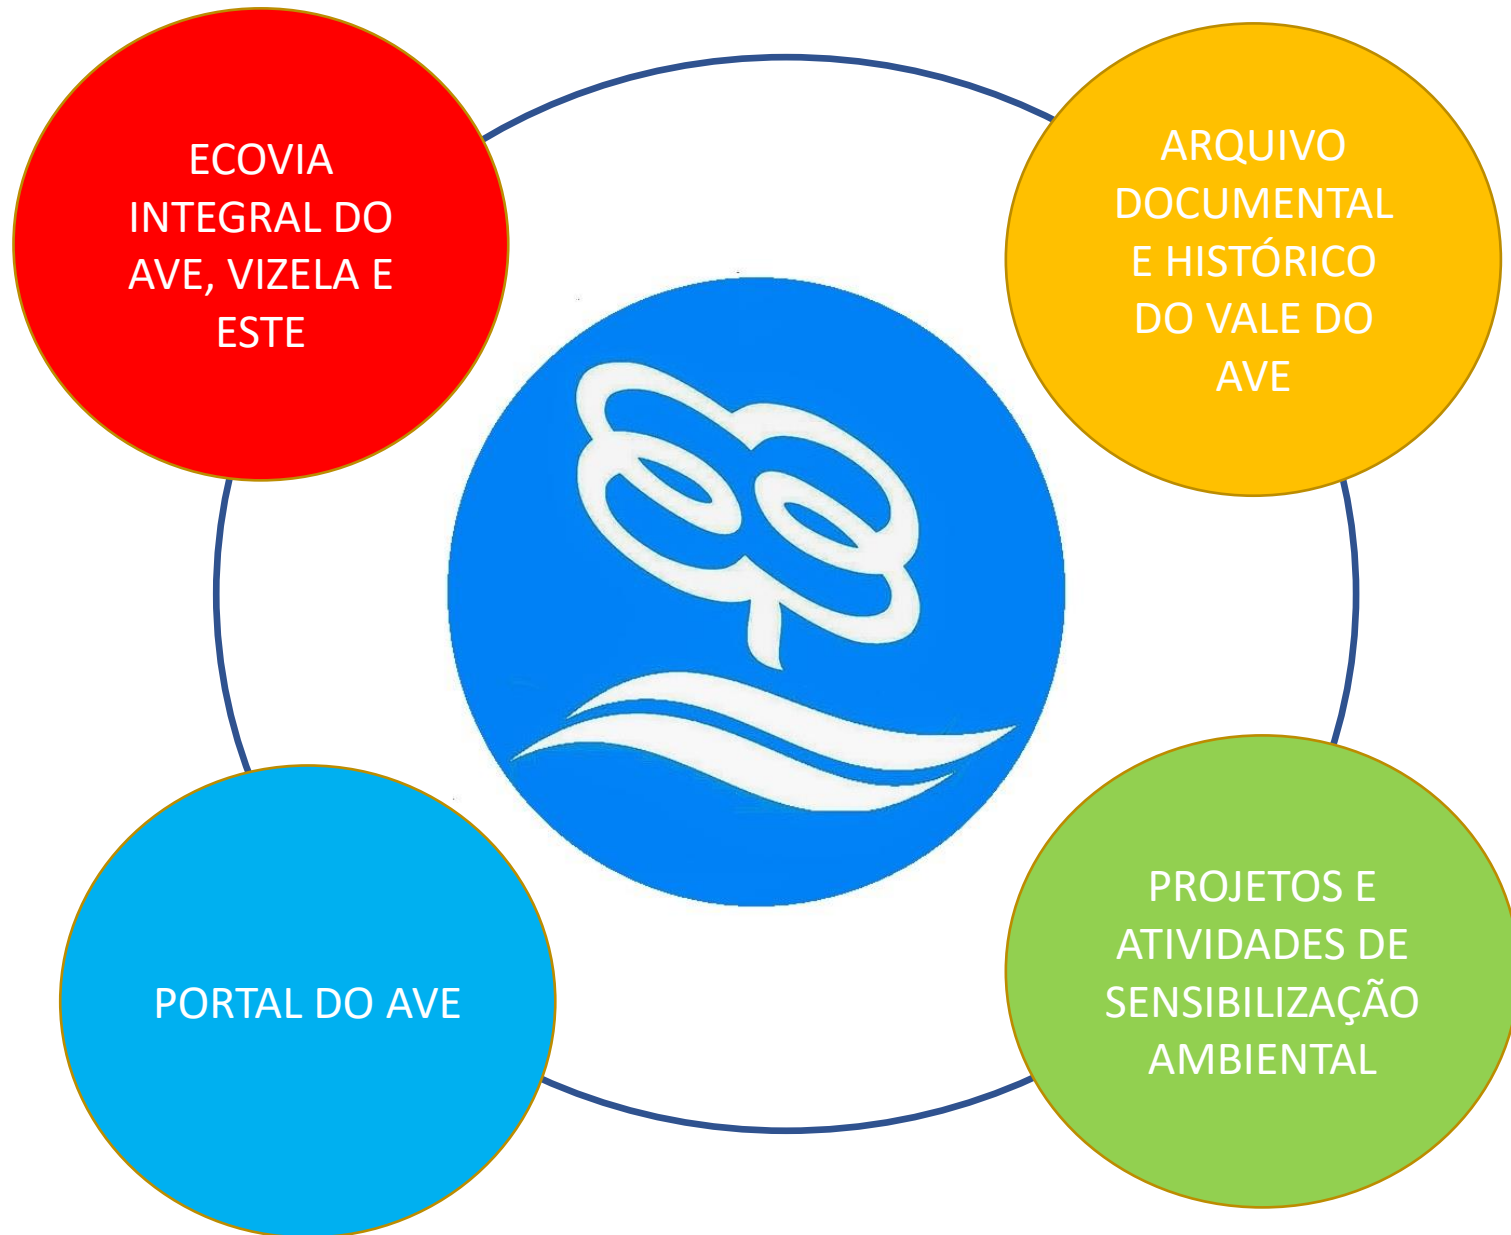 ECOVIA
INTEGRAL DO
AVE, VIZELA E
ESTE
ARQUIVO
DOCUMENTAL
E HISTÓRICO
DO VALE DO
AVE
PORTAL DO AVE
PROJETOS E
ATIVIDADES DE
SENSIBILIZAÇÃO
AMBIENTAL